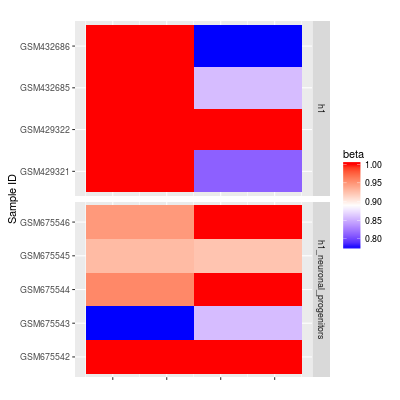 GSM432686
GSM432685
GSM429322
GSM429321
h1
GSM675546
GSM675545
GSM675544
GSM675543
GSM675542
h1_neuronal_progenitors
Sample ID
beta
1.00
0.95
0.90
0.85
0.80